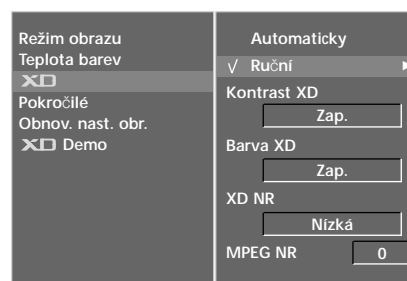 Režim obrazu
Teplota barev
XD
Pokročilé
Obnov. nast. obr.
XD Demo
Automaticky
√ Ruční
Kontrast XD
Zap.
Barva XD
Zap.
XD NR
Nízká
MPEG NR 0